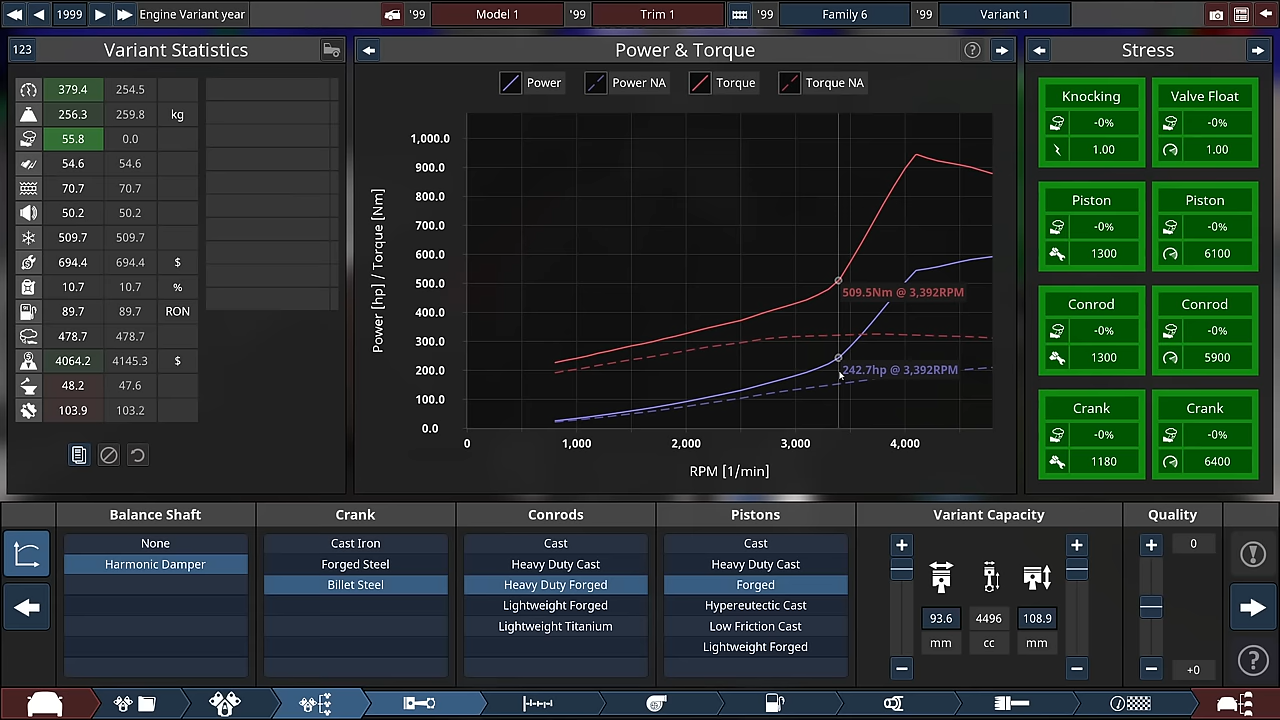 1999 Engine Variant year '99 Model 1 '99 Trim 1 '99 Family 6 '99 Variant 1
123 Variant Statistics
379.4 254.5
256.3 259.8 kg
55.8 0.0
54.6 54.6
70.7 70.7
50.2 50.2
509.7 509.7
694.4 694.4 $
10.7 10.7 %
89.7 89.7 RON
478.7 478.7
4064.2 4145.3 $
48.2 47.6
103.9 103.2
Power & Torque ?
Power Power NA Torque Torque NA
Power [hp] / Torque [Nm]
1,000.0
900.0
800.0
700.0
600.0
500.0
400.0
300.0
200.0
100.0
0.0
509.5Nm @ 3,392RPM
242.7hp @ 3,392RPM
0 1,000 2,000 3,000 4,000
RPM [1/min]
Stress
Knocking Valve Float
-0% -0%
1.00 1.00
Piston Piston
-0% -0%
1300 6100
Conrod Conrod
-0% -0%
1300 5900
Crank Crank
-0% -0%
1180 6400
Balance Shaft
None
Harmonic Damper
Crank
Cast Iron
Forged Steel
Billet Steel
Conrods
Cast
Heavy Duty Cast
Heavy Duty Forged
Lightweight Forged
Lightweight Titanium
Pistons
Cast
Heavy Duty Cast
Forged
Hypereutectic Cast
Low Friction Cast
Lightweight Forged
Variant Capacity
+ +
93.6 4496 108.9
mm cc mm
− −
Quality
+ 0
− +0
!
?